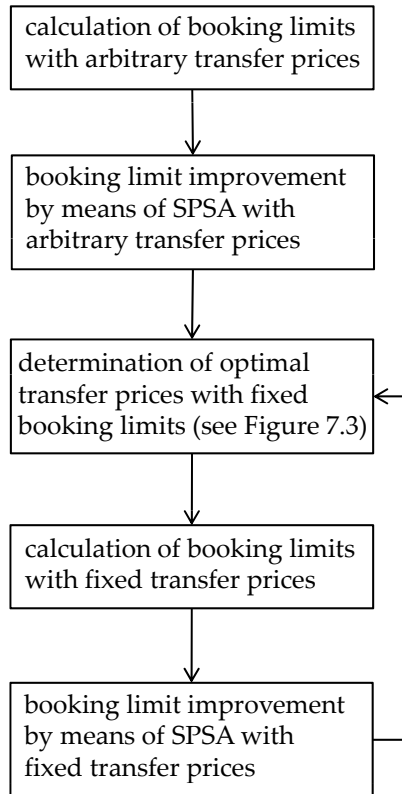 calculation of booking limits
with arbitrary transfer prices
booking limit improvement
by means of SPSA with
arbitrary transfer prices
determination of optimal
transfer prices with fixed
booking limits (see Figure 7.3)
calculation of booking limits
with fixed transfer prices
booking limit improvement
by means of SPSA with
fixed transfer prices